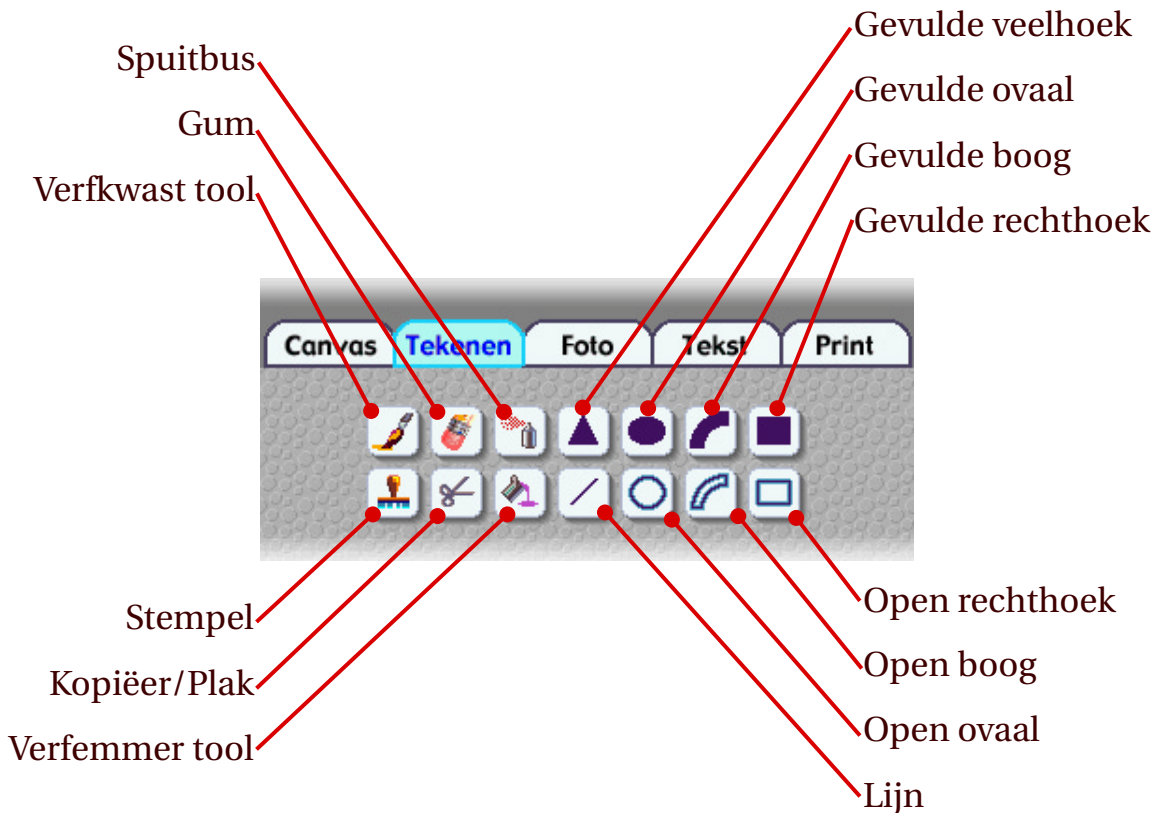 Gevulde veelhoek
Spuitbus
Gevulde ovaal
Gum
Gevulde boog
Verfkwast tool
Gevulde rechthoek
Canvas Tekenen Foto Tekst Print
Stempel
Open rechthoek
Kopiëer/Plak
Open boog
Verfemmer tool
Open ovaal
Lijn